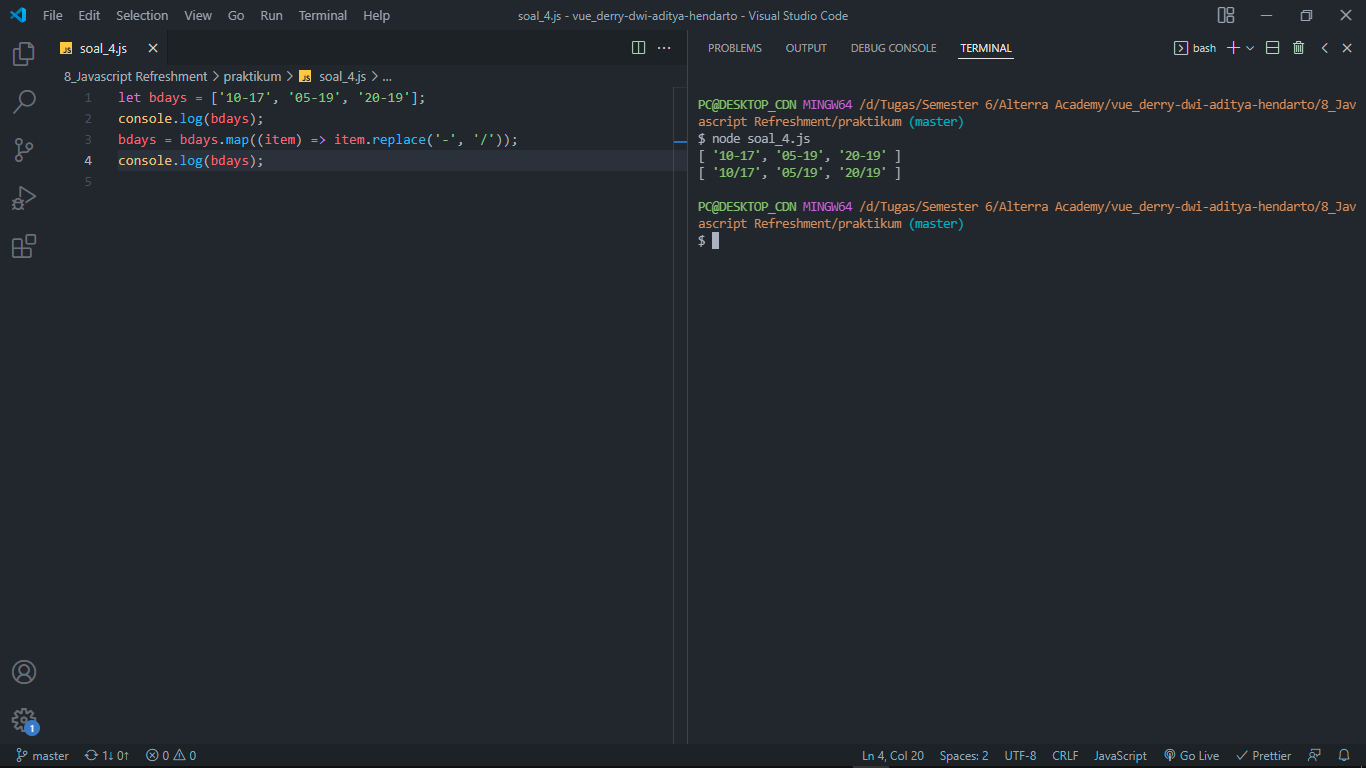 File Edit Selection View Go Run Terminal Help soal_4.js - vue_derry-dwi-aditya-hendarto - Visual Studio Code
JS soal_4.js
8_Javascript Refreshment > praktikum > JS soal_4.js > ...
1 let bdays = ['10-17', '05-19', '20-19'];
2 console.log(bdays);
3 bdays = bdays.map((item) => item.replace('-', '/'));
4 console.log(bdays);
5
PROBLEMS OUTPUT DEBUG CONSOLE TERMINAL bash
PC@DESKTOP_CDN MINGW64 /d/Tugas/Semester 6/Alterra Academy/vue_derry-dwi-aditya-hendarto/8_Jav
ascript Refreshment/praktikum (master)
$ node soal_4.js
[ '10-17', '05-19', '20-19' ]
[ '10/17', '05/19', '20/19' ]
PC@DESKTOP_CDN MINGW64 /d/Tugas/Semester 6/Alterra Academy/vue_derry-dwi-aditya-hendarto/8_Jav
ascript Refreshment/praktikum (master)
$
1
master 1↓ 0↑ 0 0 Ln 4, Col 20 Spaces: 2 UTF-8 CRLF JavaScript Go Live Prettier